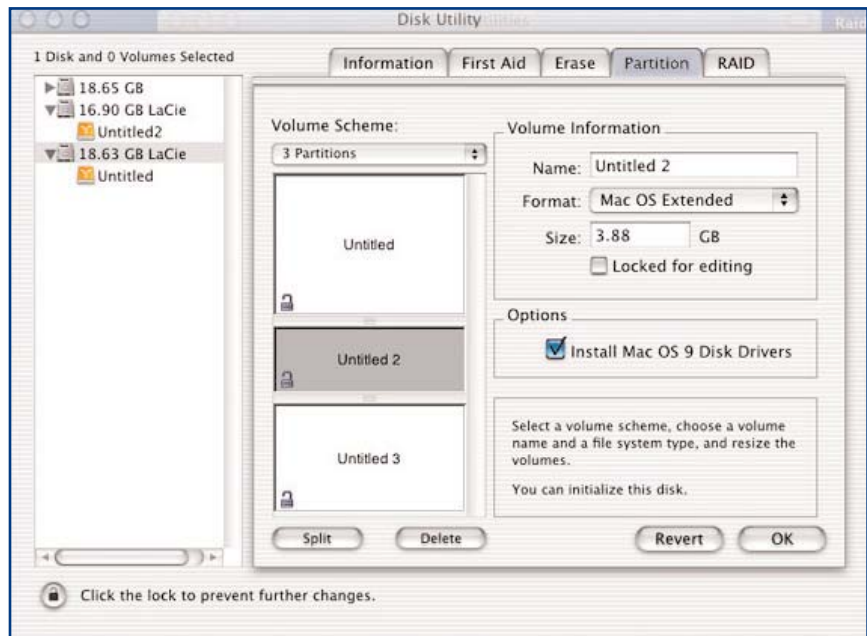 Disk Utility
1 Disk and 0 Volumes Selected
18.65 GB
16.90 GB LaCie
Untitled2
18.63 GB LaCie
Untitled
Information
First Aid
Erase
Partition
RAID
Volume Scheme:
3 Partitions
Untitled
Untitled 2
Untitled 3
Split
Delete
Volume Information
Name: Untitled 2
Format: Mac OS Extended
Size: 3.88 GB
Locked for editing
Options
Install Mac OS 9 Disk Drivers
Select a volume scheme, choose a volume
name and a file system type, and resize the
volumes.
You can initialize this disk.
Revert
OK
Click the lock to prevent further changes.